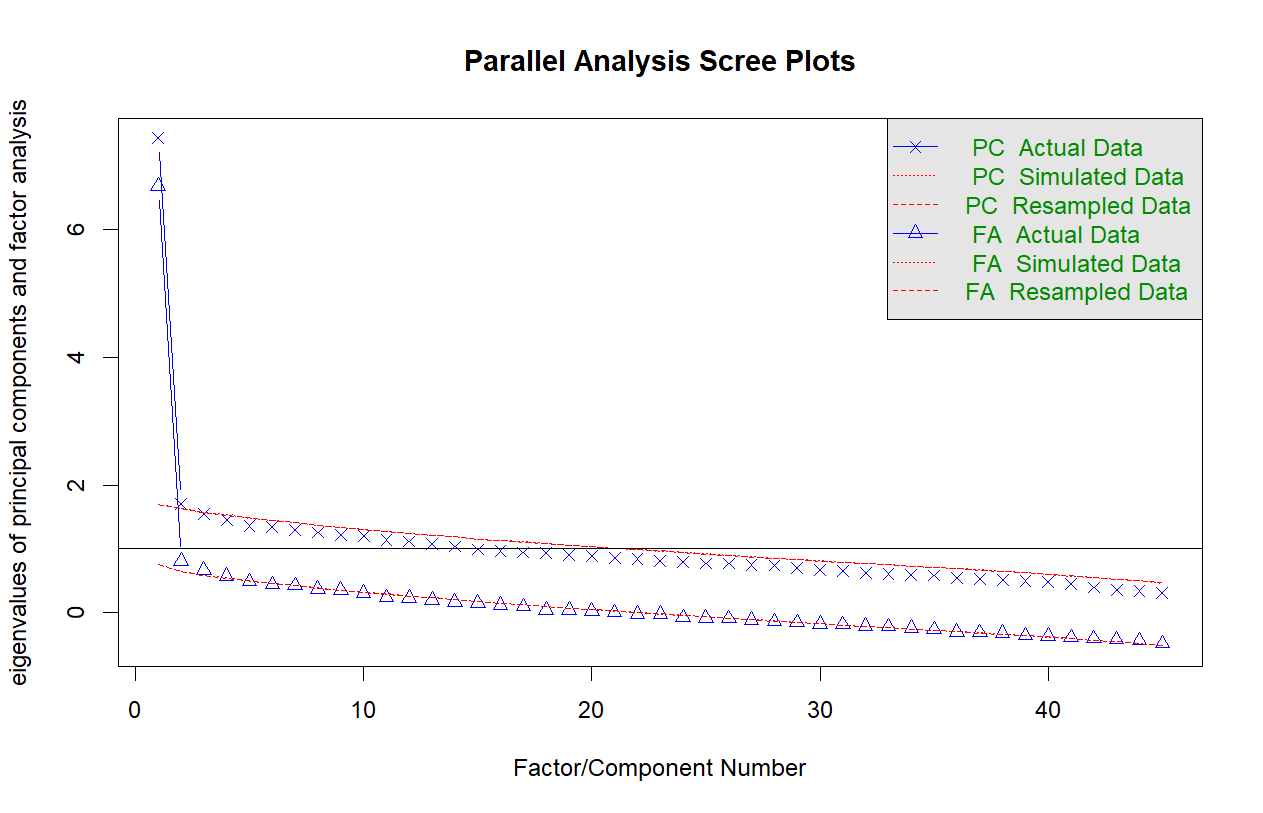 Parallel Analysis Scree Plots
eigenvalues of principal components and factor analysis
6
4
2
0
PC  Actual Data
PC  Simulated Data
PC  Resampled Data
FA  Actual Data
FA  Simulated Data
FA  Resampled Data
0 10 20 30 40
Factor/Component Number